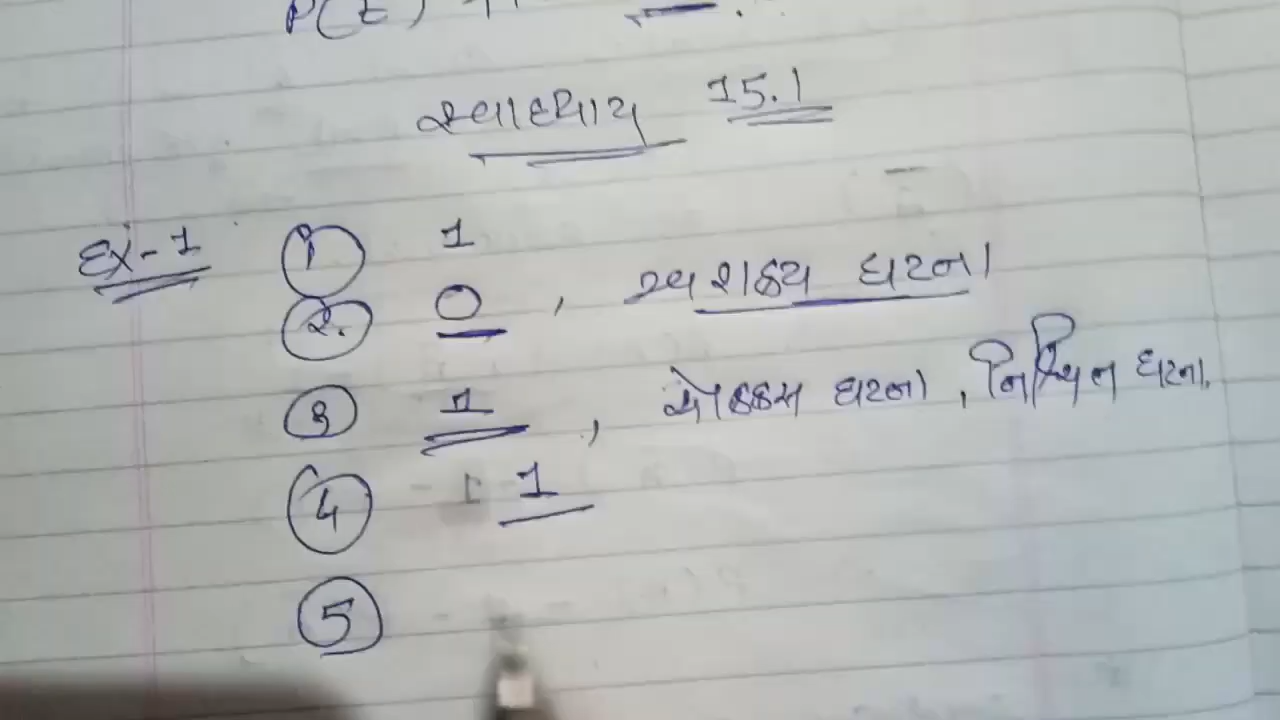 P(E)
સ્વાધ્યાય 15.1
Ex-1 ① 1
②. 0 , અશક્ય ઘટના
③ 1 , ચોક્કસ ઘટના , નિશ્ચિત ઘટના.
④ 1
⑤